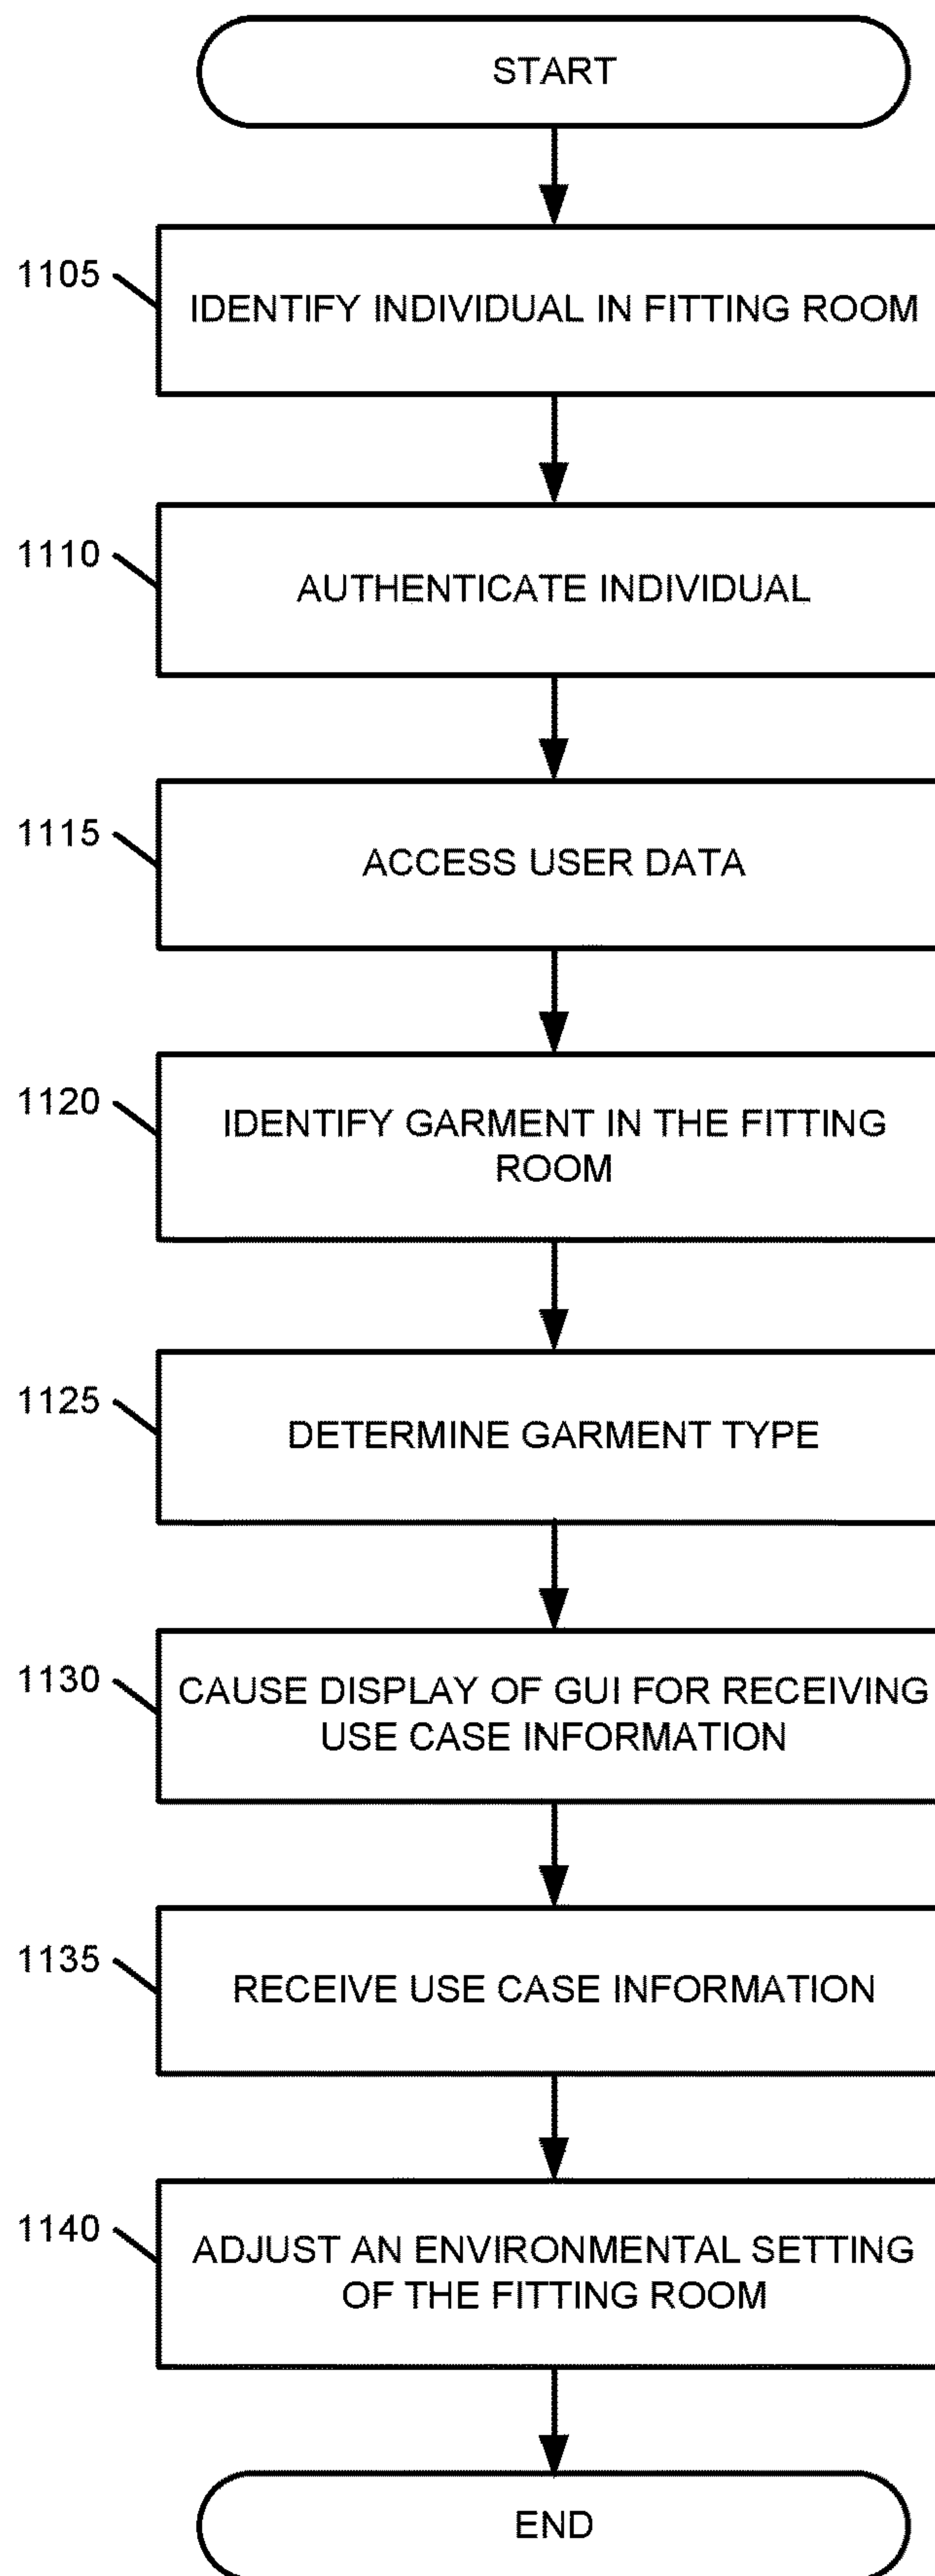 START
1105
IDENTIFY INDIVIDUAL IN FITTING ROOM
1110
AUTHENTICATE INDIVIDUAL
1115
ACCESS USER DATA
1120
IDENTIFY GARMENT IN THE FITTING
ROOM
1125
DETERMINE GARMENT TYPE
1130
CAUSE DISPLAY OF GUI FOR RECEIVING
USE CASE INFORMATION
1135
RECEIVE USE CASE INFORMATION
1140
ADJUST AN ENVIRONMENTAL SETTING
OF THE FITTING ROOM
END